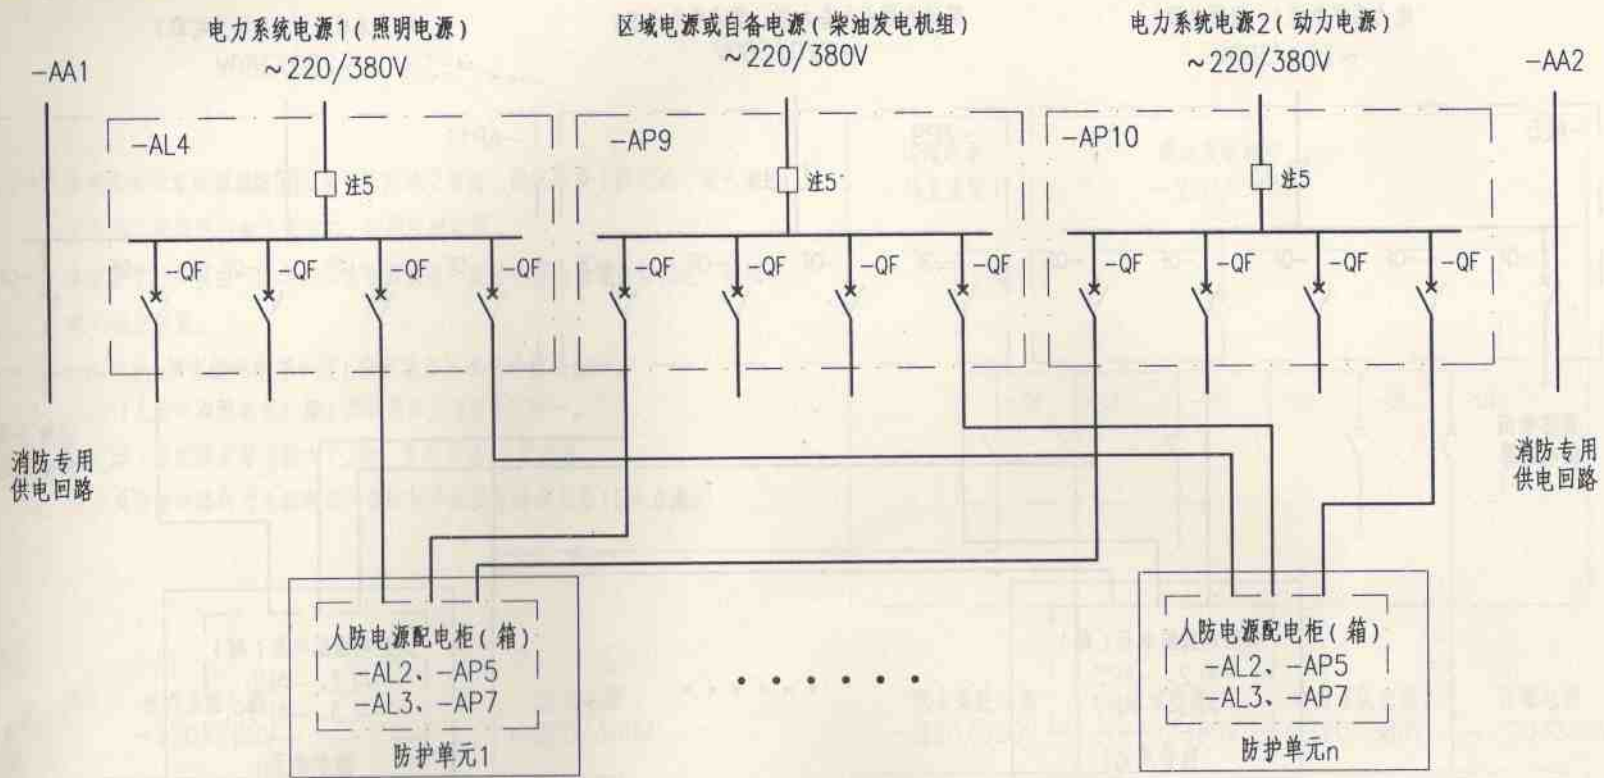 电力系统电源1(照明电源)
~220/380V
区域电源或自备电源(柴油发电机组)
~220/380V
电力系统电源2(动力电源)
~220/380V
-AA1
-AA2
-AL4
注5
-AP9
注5
-AP10
注5
-QF
-QF
-QF
-QF
-QF
-QF
-QF
-QF
-QF
-QF
-QF
-QF
消防专用
供电回路
消防专用
供电回路
人防电源配电柜(箱)
-AL2、-AP5
-AL3、-AP7
防护单元1
......
人防电源配电柜(箱)
-AL2、-AP5
-AL3、-AP7
防护单元n